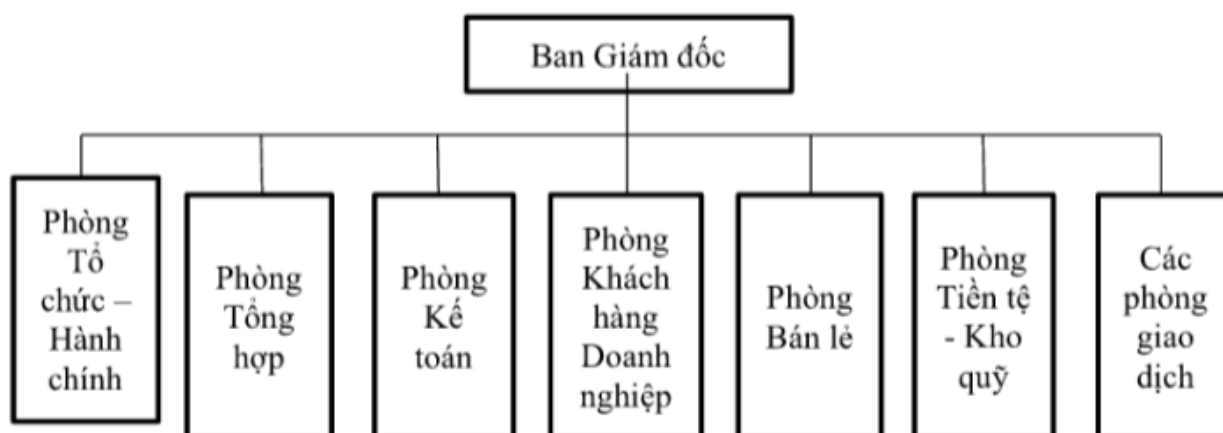 Ban Giám đốc
Phòng
Tổ
chức –
Hành
chính
Phòng
Tổng
hợp
Phòng
Kế
toán
Phòng
Khách
hàng
Doanh
nghiệp
Phòng
Bán lẻ
Phòng
Tiền tệ
- Kho
quỹ
Các
phòng
giao
dịch